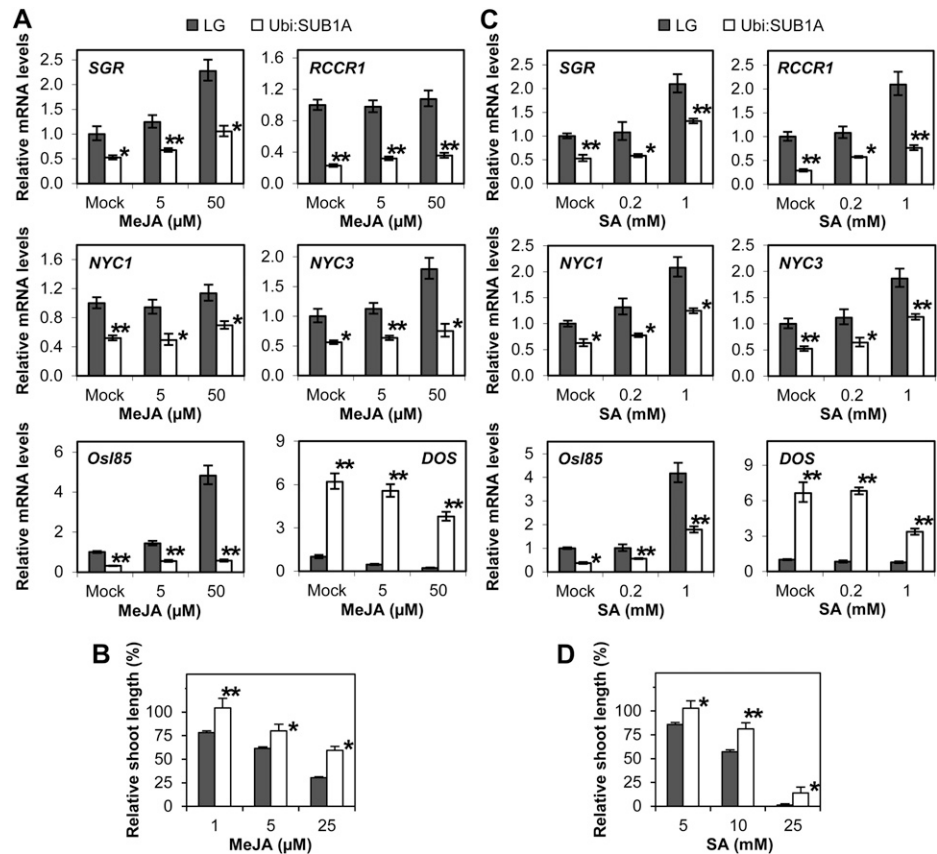 A
LG Ubi:SUB1A
Relative mRNA levels
2.5
2.0
1.5
1.0
0.5
0.0
SGR
*
**
*
Mock 5 50
MeJA (µM)
1.6
1.2
0.8
0.4
0.0
RCCR1
**
**
**
Mock 5 50
MeJA (µM)
Relative mRNA levels
1.6
1.2
0.8
0.4
0.0
NYC1
**
*
*
Mock 5 50
MeJA (µM)
2.0
1.5
1.0
0.5
0.0
NYC3
*
**
*
Mock 5 50
MeJA (µM)
Relative mRNA levels
6
4
2
0
Osl85
**
**
**
Mock 5 50
MeJA (µM)
9
6
3
0
DOS
**
**
**
Mock 5 50
MeJA (µM)
B
Relative shoot length (%)
100
75
50
25
0
**
*
*
1 5 25
MeJA (µM)
C
LG Ubi:SUB1A
Relative mRNA levels
2.5
2.0
1.5
1.0
0.5
0.0
SGR
**
*
**
Mock 0.2 1
SA (mM)
2.5
2.0
1.5
1.0
0.5
0.0
RCCR1
**
*
**
Mock 0.2 1
SA (mM)
Relative mRNA levels
2.5
2.0
1.5
1.0
0.5
0.0
NYC1
*
*
*
Mock 0.2 1
SA (mM)
2.5
2.0
1.5
1.0
0.5
0.0
NYC3
**
*
**
Mock 0.2 1
SA (mM)
Relative mRNA levels
5
4
3
2
1
0
Osl85
*
**
**
Mock 0.2 1
SA (mM)
9
6
3
0
DOS
**
**
**
Mock 0.2 1
SA (mM)
D
Relative shoot length (%)
100
75
50
25
0
*
**
*
5 10 25
SA (mM)